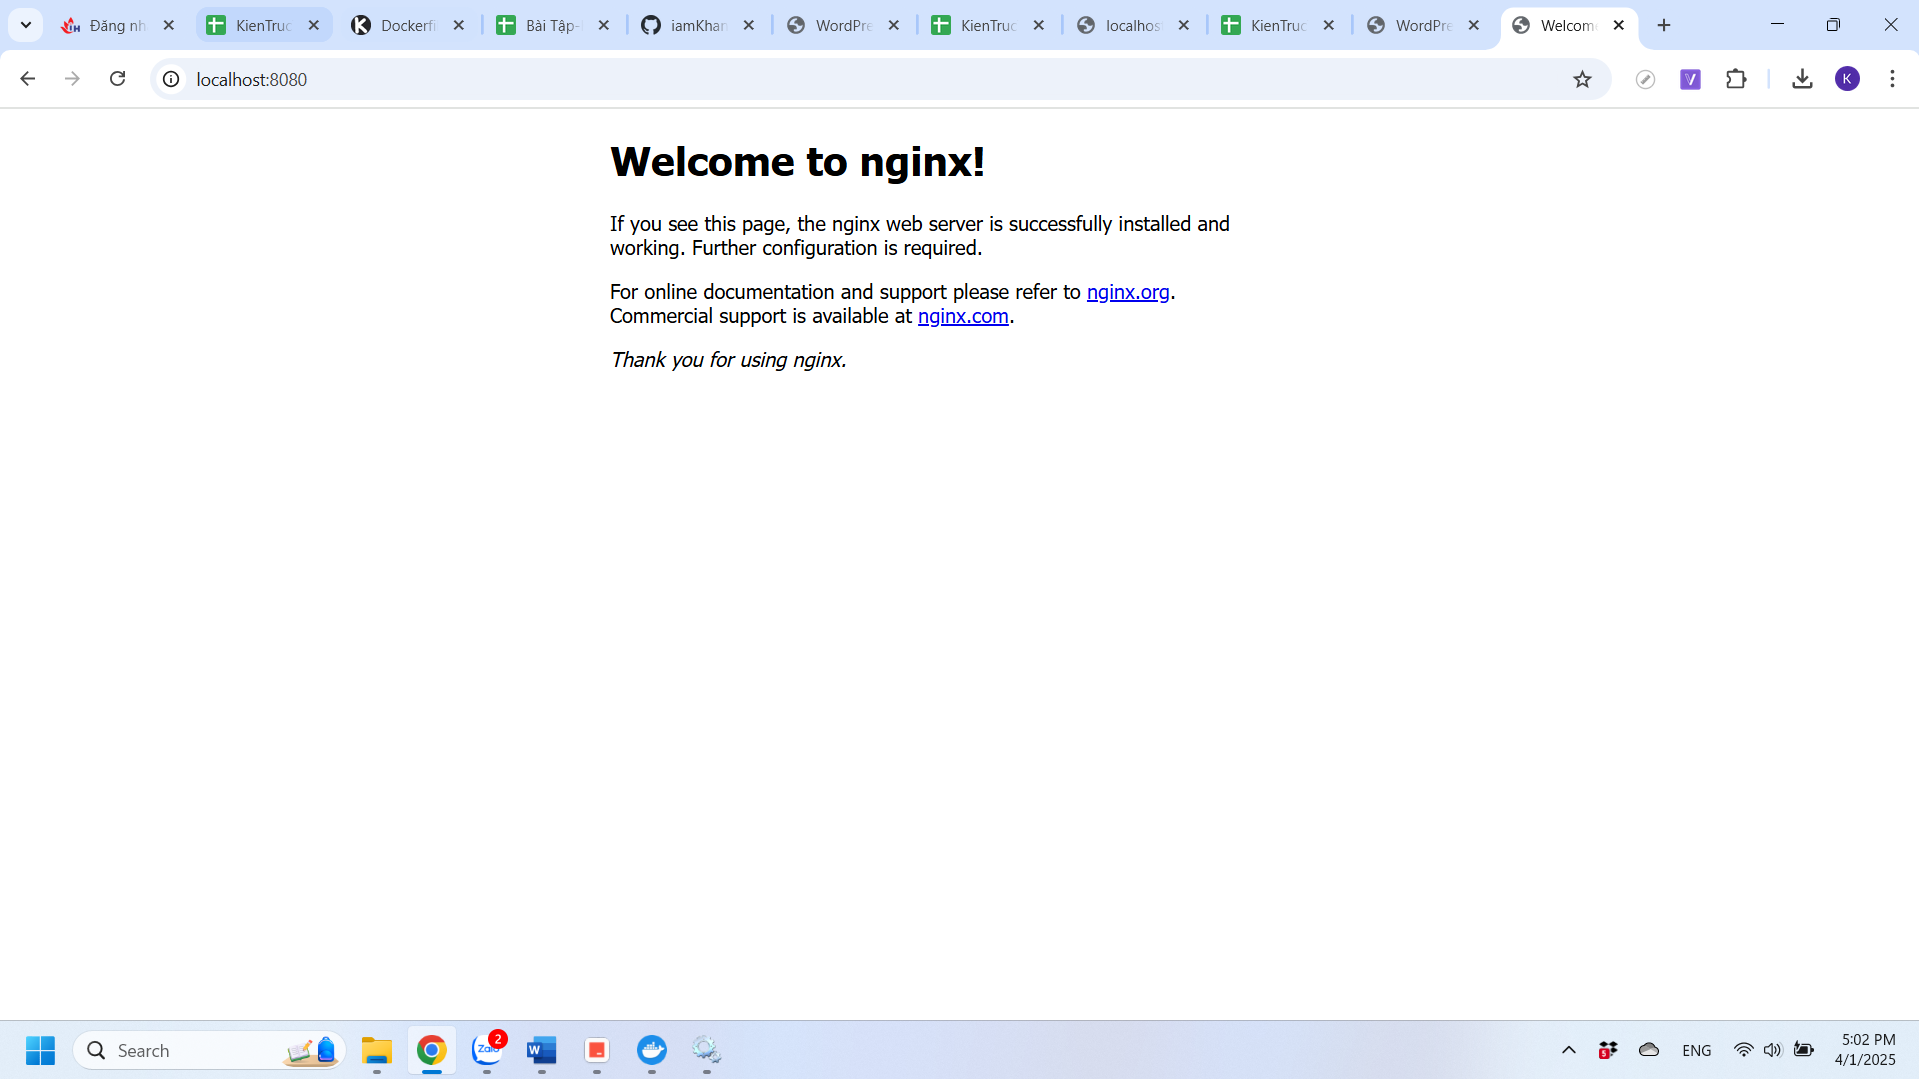 Đăng nh
KienTruc
Dockerfi
Bài Tập-
iamKhan
WordPre
KienTruc
localhos
KienTruc
WordPre
Welcom
localhost:8080
K
Welcome to nginx!
If you see this page, the nginx web server is successfully installed and
working. Further configuration is required.
For online documentation and support please refer to nginx.org.
Commercial support is available at nginx.com.
Thank you for using nginx.
Search
Zalo
2
W
5
ENG
5:02 PM
4/1/2025